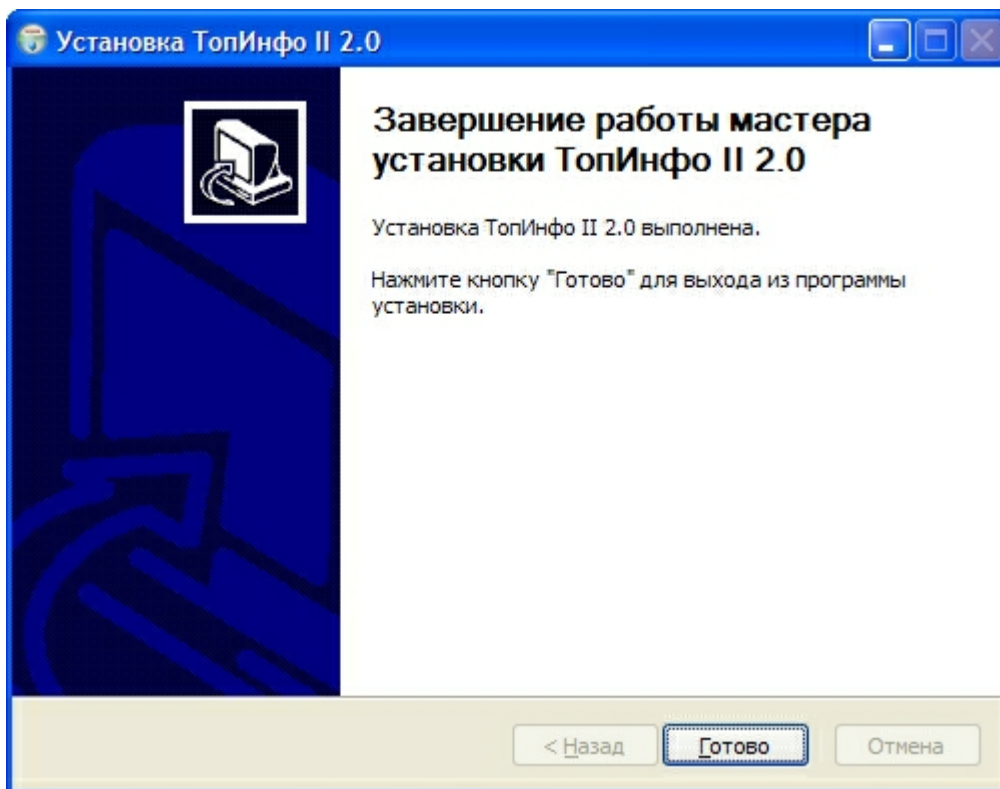 Установка ТопИнфо II 2.0
Завершение работы мастера
установки ТопИнфо II 2.0
Установка ТопИнфо II 2.0 выполнена.
Нажмите кнопку "Готово" для выхода из программы
установки.
< Назад Готово Отмена